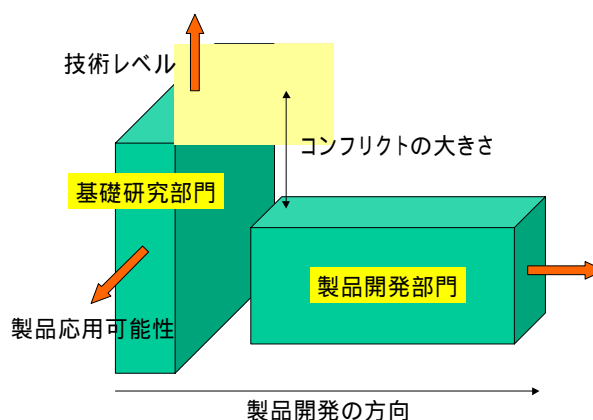 技術レベル
コンフリクトの大きさ
基礎研究部門
製品開発部門
製品応用可能性
製品開発の方向